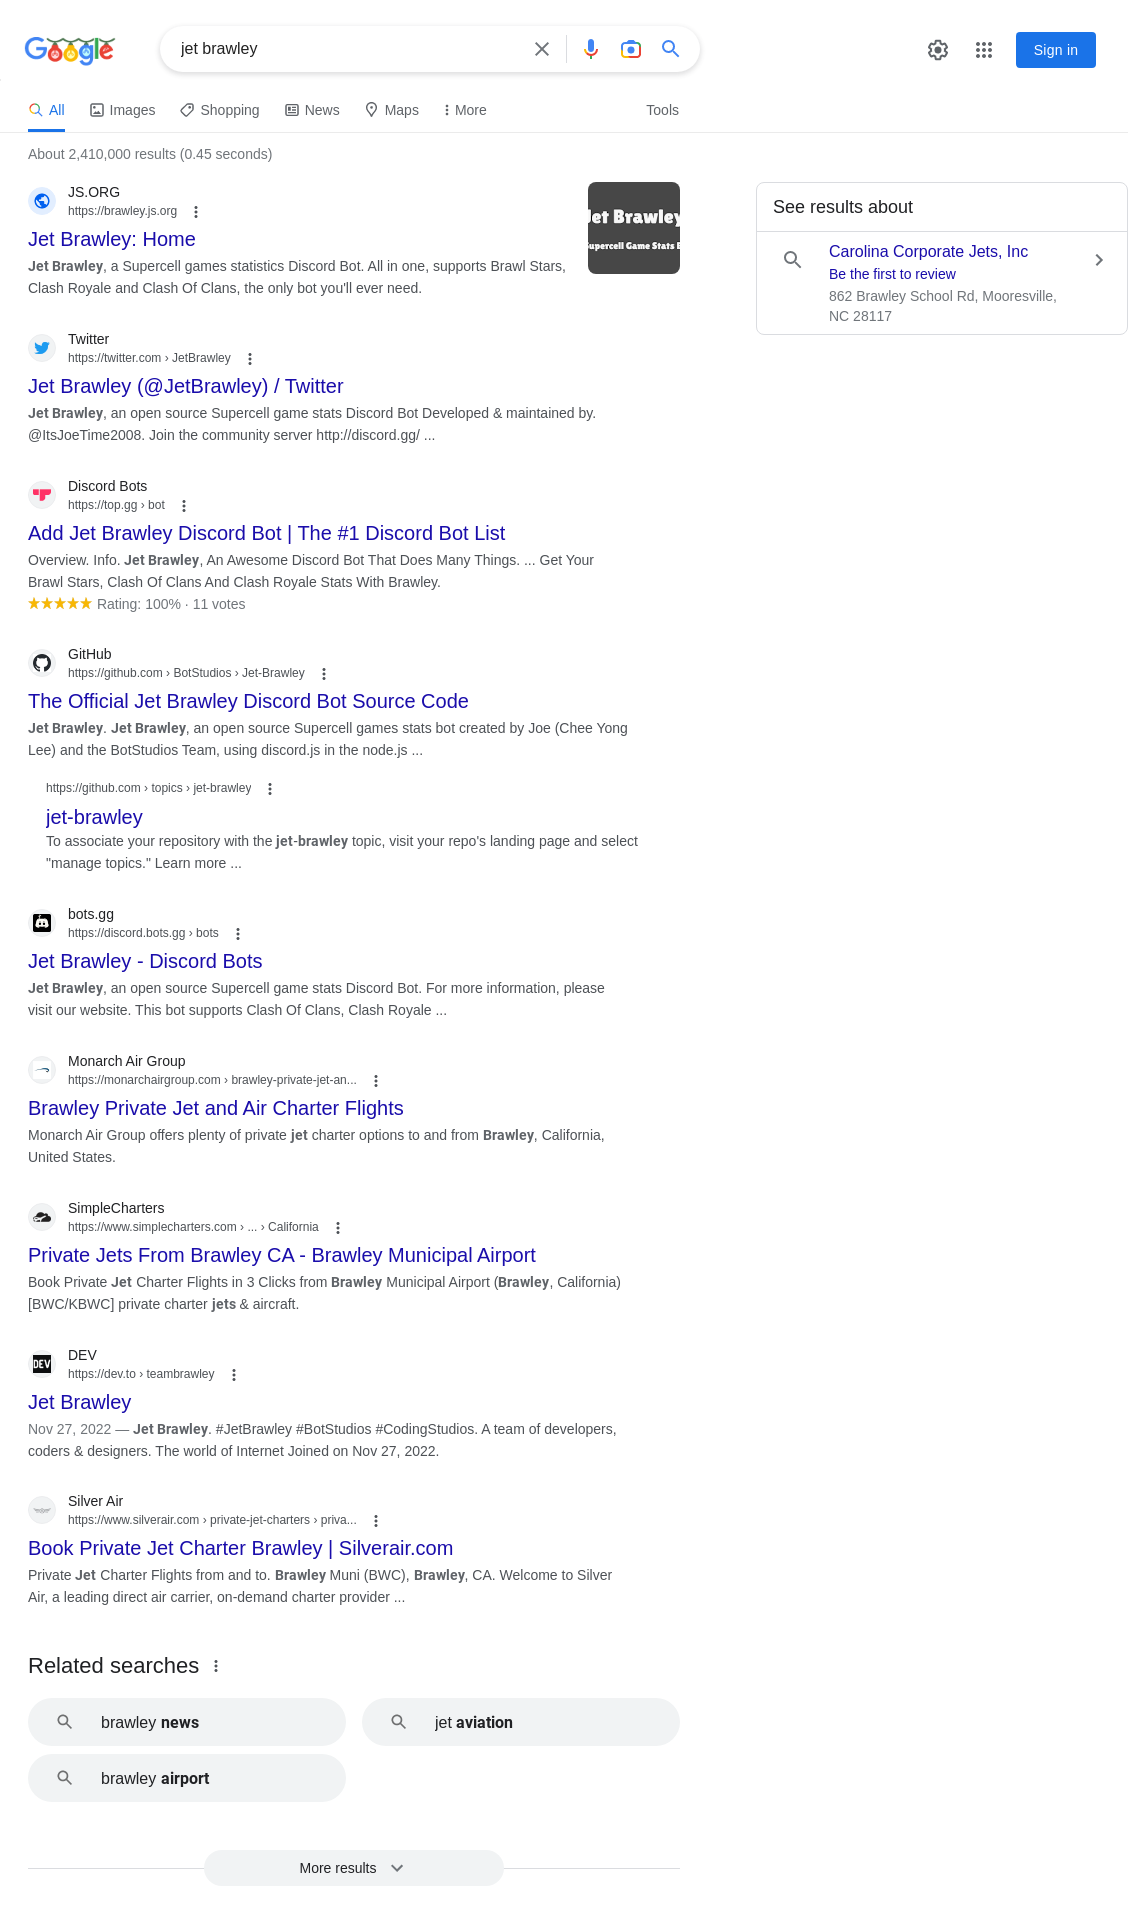 Google
jet brawley
Sign in
All
Images
Shopping
News
Maps
More
Tools
About 2,410,000 results (0.45 seconds)
JS.ORG
https://brawley.js.org
Jet Brawley: Home
Jet Brawley, a Supercell games statistics Discord Bot. All in one, supports Brawl Stars,
Clash Royale and Clash Of Clans, the only bot you'll ever need.
Jet Brawley
Supercell Game Stats B
See results about
Carolina Corporate Jets, Inc
Be the first to review
862 Brawley School Rd, Mooresville,
NC 28117
Twitter
https://twitter.com › JetBrawley
Jet Brawley (@JetBrawley) / Twitter
Jet Brawley, an open source Supercell game stats Discord Bot Developed & maintained by.
@ItsJoeTime2008. Join the community server http://discord.gg/ ...
Discord Bots
https://top.gg › bot
Add Jet Brawley Discord Bot | The #1 Discord Bot List
Overview. Info. Jet Brawley, An Awesome Discord Bot That Does Many Things. ... Get Your
Brawl Stars, Clash Of Clans And Clash Royale Stats With Brawley.
Rating: 100% · 11 votes
GitHub
https://github.com › BotStudios › Jet-Brawley
The Official Jet Brawley Discord Bot Source Code
Jet Brawley. Jet Brawley, an open source Supercell games stats bot created by Joe (Chee Yong
Lee) and the BotStudios Team, using discord.js in the node.js ...
https://github.com › topics › jet-brawley
jet-brawley
To associate your repository with the jet-brawley topic, visit your repo's landing page and select
"manage topics." Learn more ...
bots.gg
https://discord.bots.gg › bots
Jet Brawley - Discord Bots
Jet Brawley, an open source Supercell game stats Discord Bot. For more information, please
visit our website. This bot supports Clash Of Clans, Clash Royale ...
Monarch Air Group
https://monarchairgroup.com › brawley-private-jet-an...
Brawley Private Jet and Air Charter Flights
Monarch Air Group offers plenty of private jet charter options to and from Brawley, California,
United States.
SimpleCharters
https://www.simplecharters.com › ... › California
Private Jets From Brawley CA - Brawley Municipal Airport
Book Private Jet Charter Flights in 3 Clicks from Brawley Municipal Airport (Brawley, California)
[BWC/KBWC] private charter jets & aircraft.
DEV
DEV
https://dev.to › teambrawley
Jet Brawley
Nov 27, 2022 — Jet Brawley. #JetBrawley #BotStudios #CodingStudios. A team of developers,
coders & designers. The world of Internet Joined on Nov 27, 2022.
Silver Air
https://www.silverair.com › private-jet-charters › priva...
Book Private Jet Charter Brawley | Silverair.com
Private Jet Charter Flights from and to. Brawley Muni (BWC), Brawley, CA. Welcome to Silver
Air, a leading direct air carrier, on-demand charter provider ...
Related searches
brawley news
jet aviation
brawley airport
More results